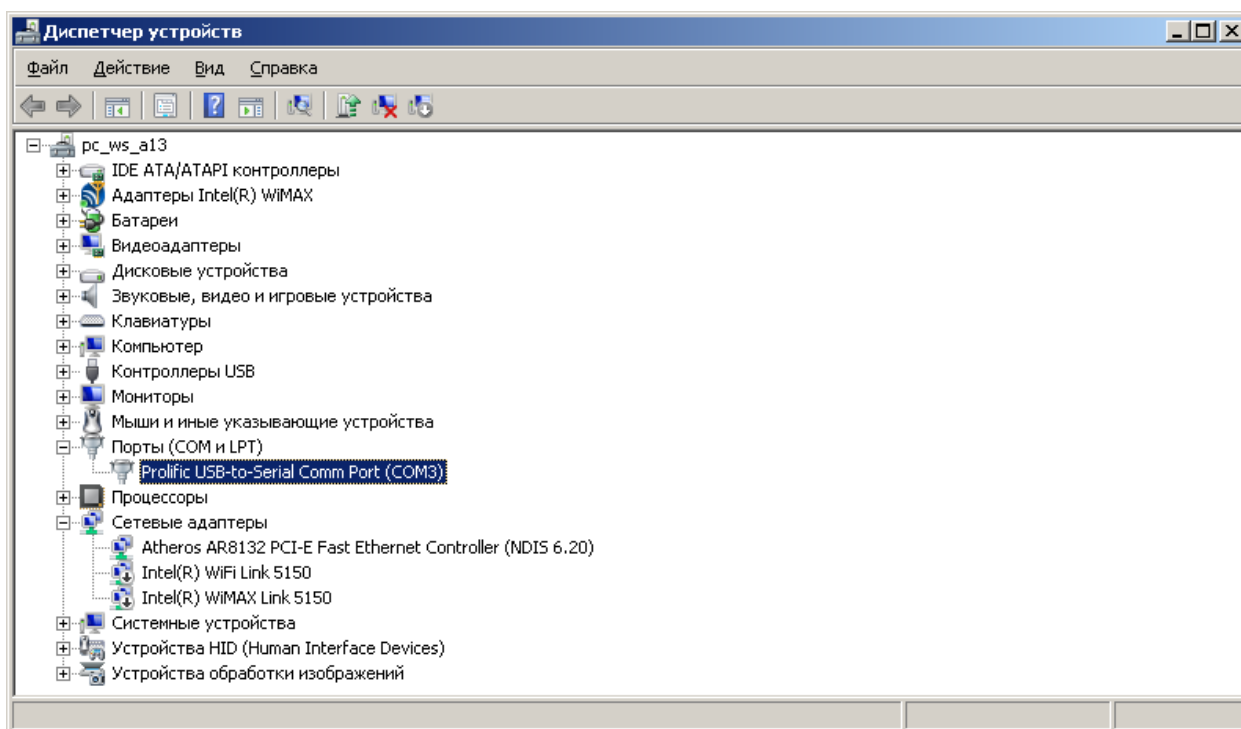 Диспетчер устройств
Файл Действие Вид Справка
pc_ws_a13
IDE ATA/ATAPI контроллеры
Адаптеры Intel(R) WiMAX
Батареи
Видеоадаптеры
Дисковые устройства
Звуковые, видео и игровые устройства
Клавиатуры
Компьютер
Контроллеры USB
Мониторы
Мыши и иные указывающие устройства
Порты (COM и LPT)
Prolific USB-to-Serial Comm Port (COM3)
Процессоры
Сетевые адаптеры
Atheros AR8132 PCI-E Fast Ethernet Controller (NDIS 6.20)
Intel(R) WiFi Link 5150
Intel(R) WiMAX Link 5150
Системные устройства
Устройства HID (Human Interface Devices)
Устройства обработки изображений